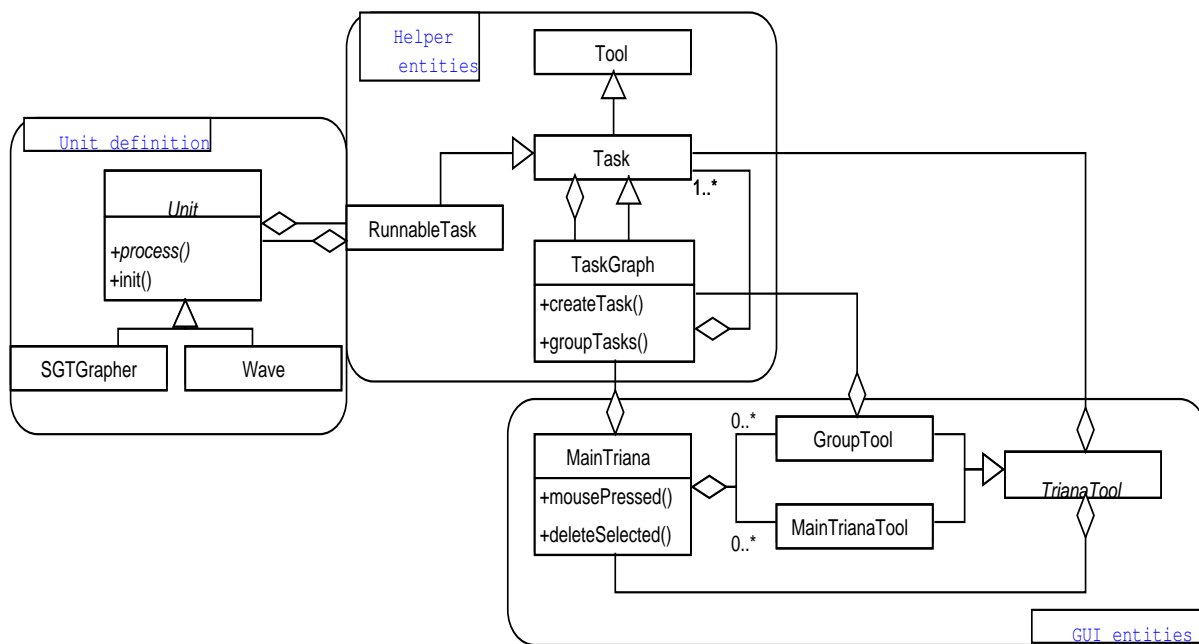 Helper
entities
Tool
Unit definition
Task
1..*
Unit
+process()
+init()
RunnableTask
TaskGraph
+createTask()
+groupTasks()
SGTGrapher
Wave
0..*
GroupTool
MainTriana
+mousePressed()
+deleteSelected()
TrianaTool
MainTrianaTool
0..*
GUI entities